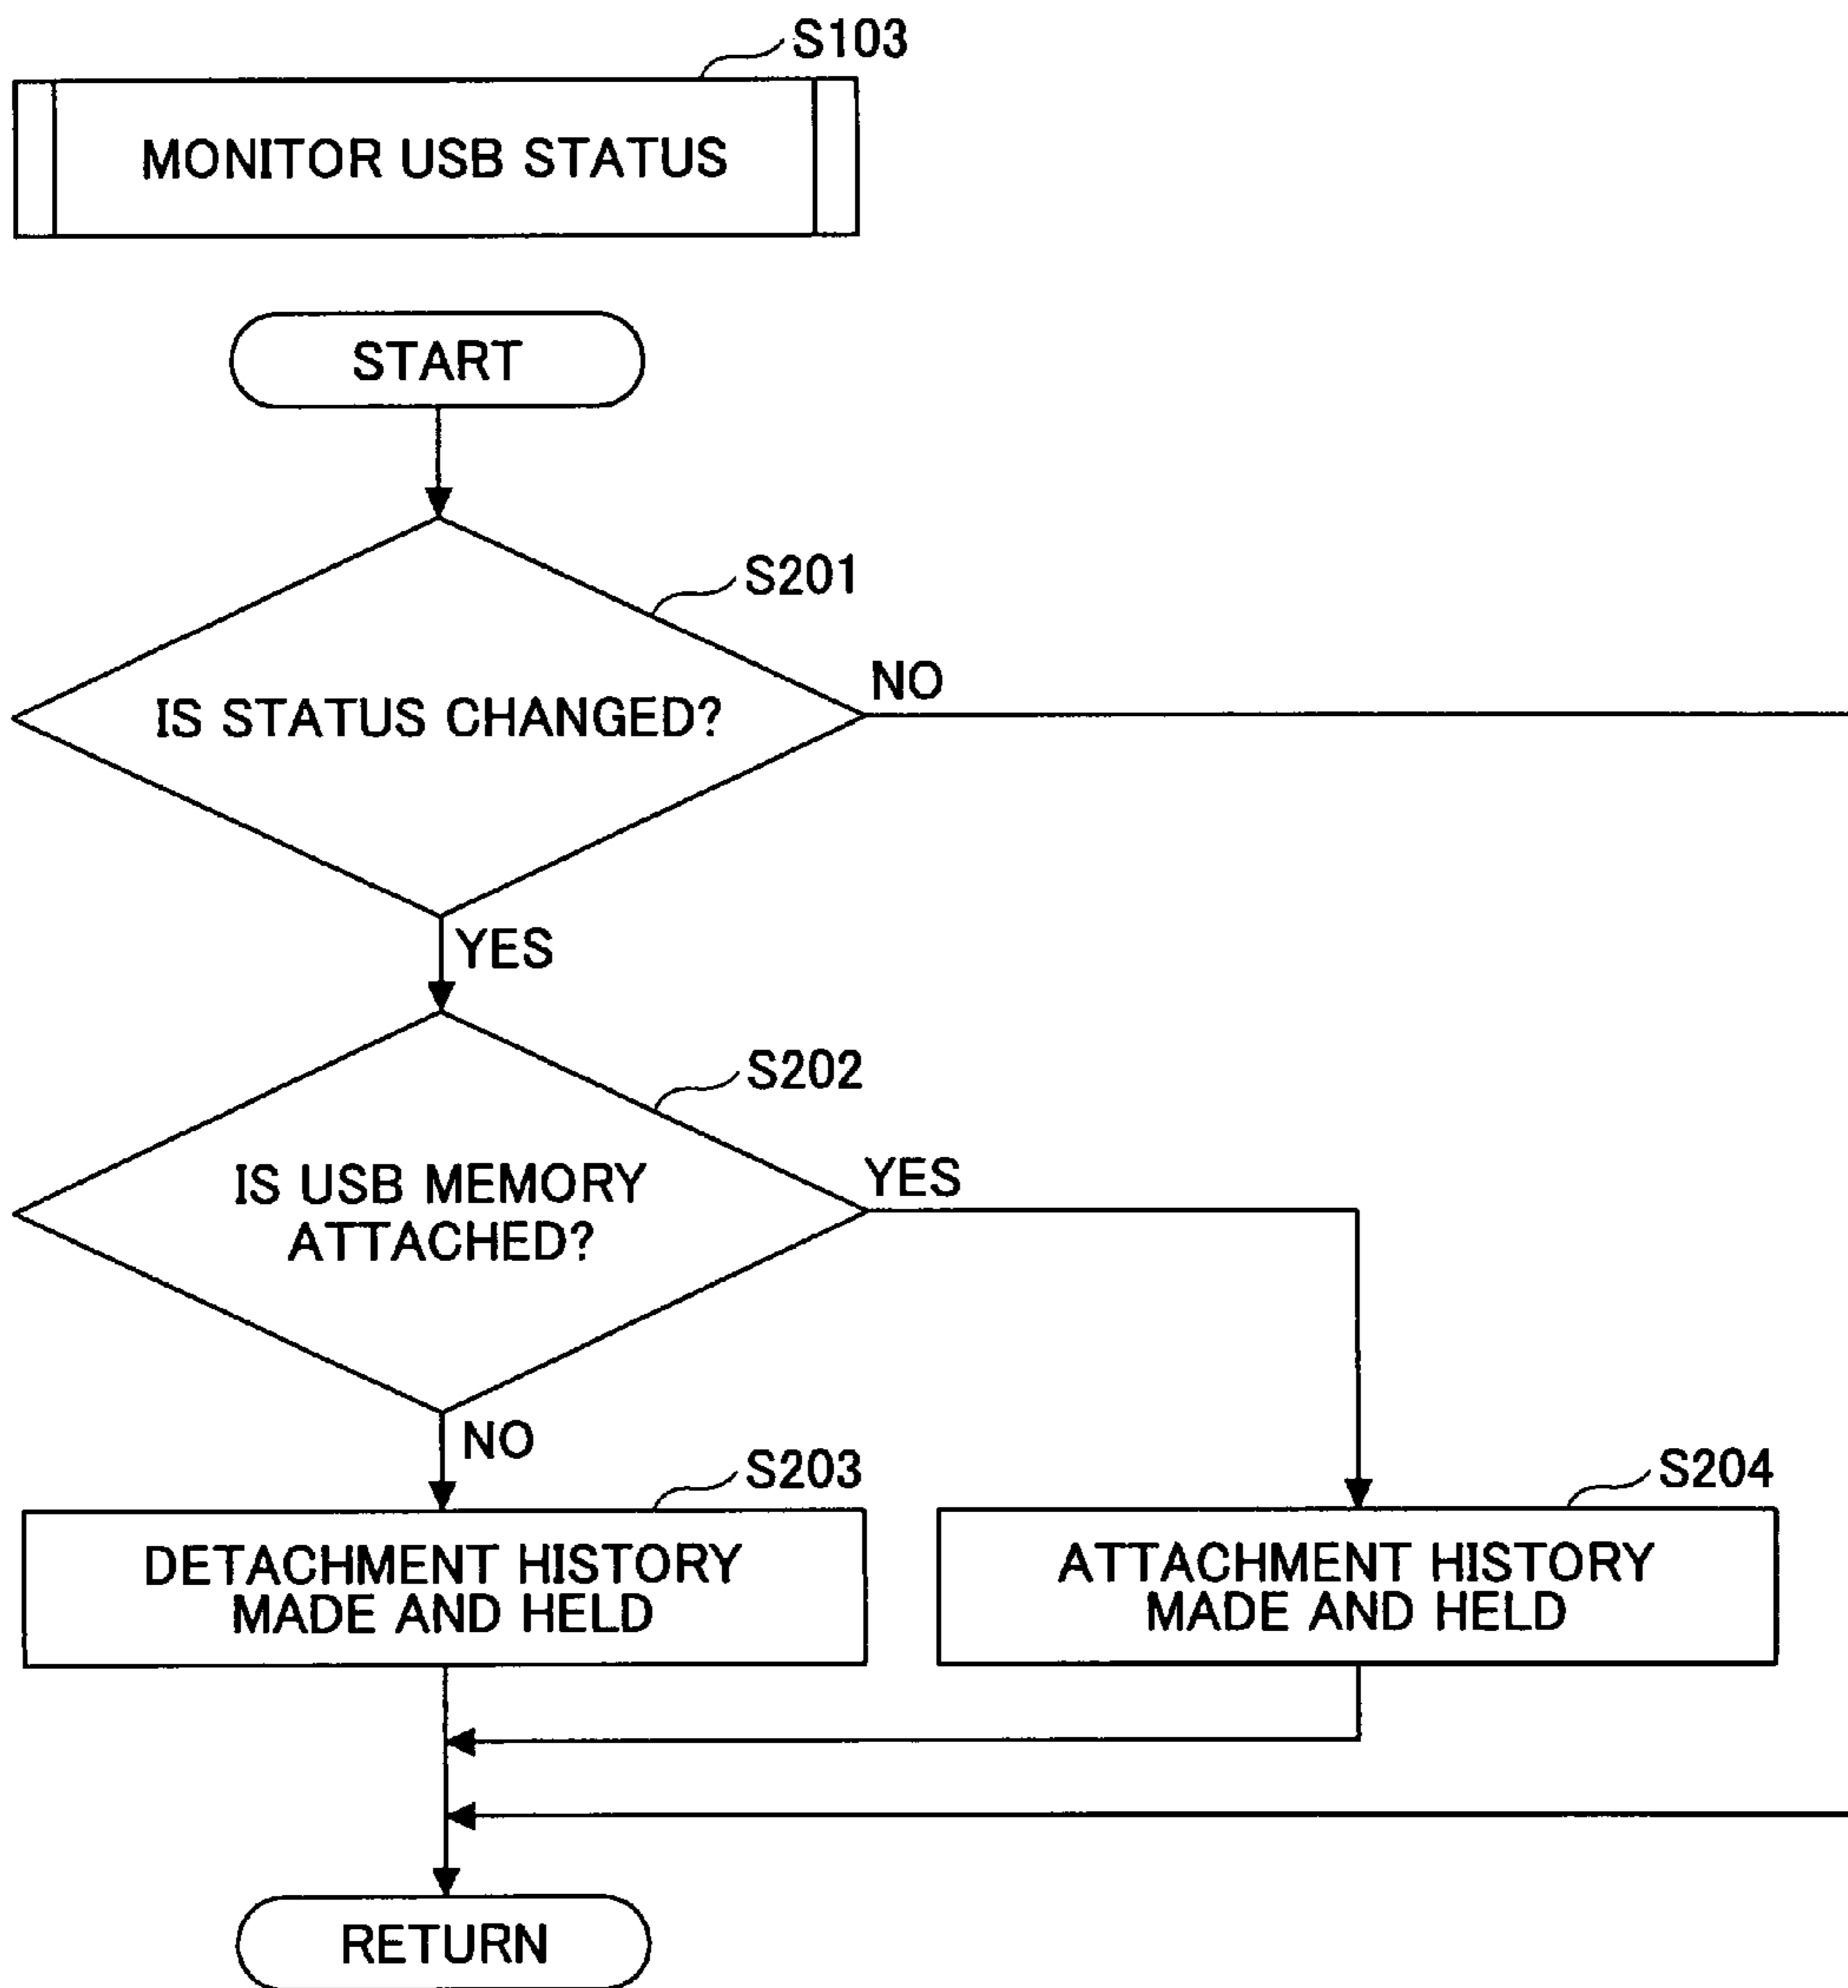 S103
MONITOR USB STATUS
START
S201
IS STATUS CHANGED?
NO
YES
S202
IS USB MEMORY
ATTACHED?
YES
NO
S203
DETACHMENT HISTORY
MADE AND HELD
S204
ATTACHMENT HISTORY
MADE AND HELD
RETURN